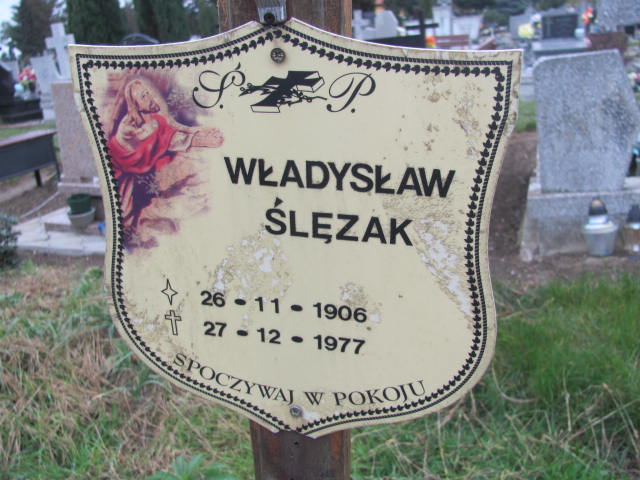 Ś. P.
WŁADYSŁAW
ŚLĘZAK
26 - 11 - 1906
27 - 12 - 1977
SPOCZYWAJ W POKOJU